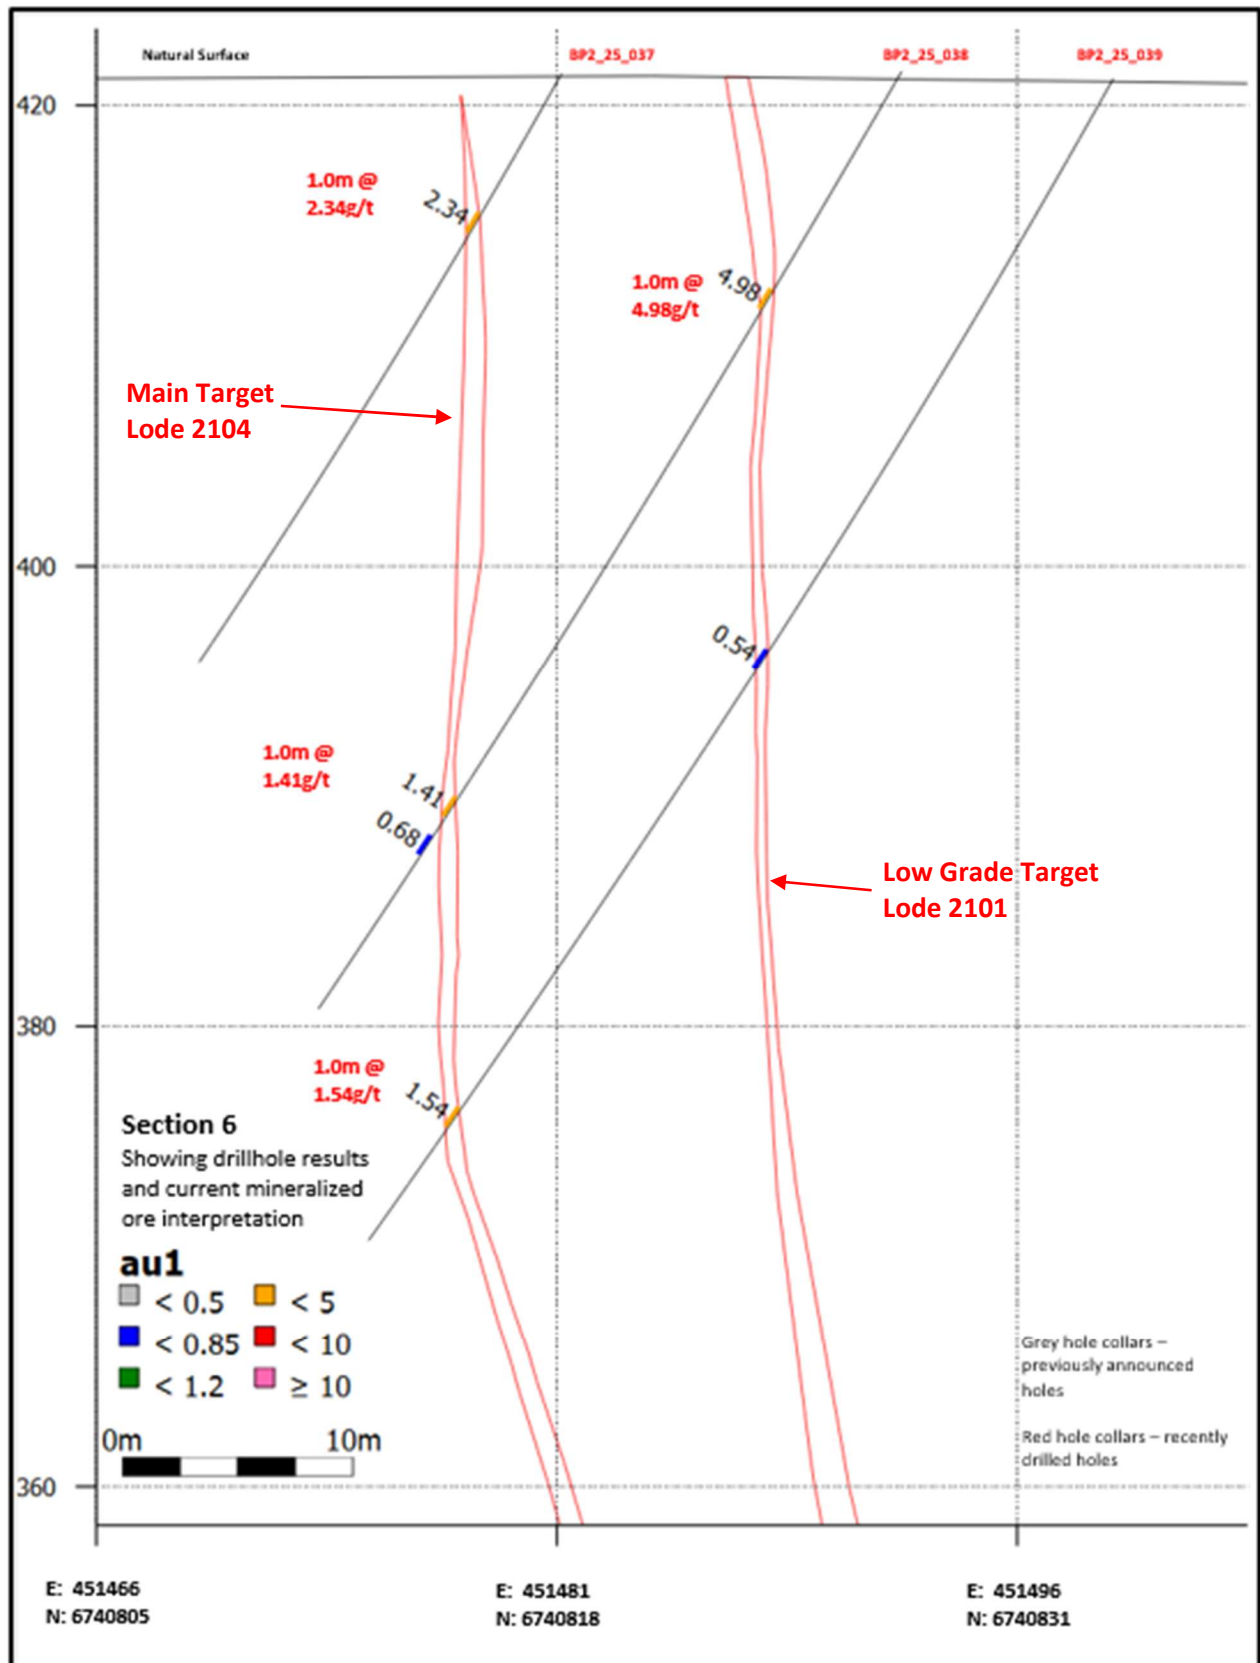 Natural Surface
BP2_25_037
BP2_25_038
BP2_25_039
420
1.0m @
2.34g/t
2.34
1.0m @
4.98g/t
4.98
Main Target
Lode 2104
400
0.54
1.0m @
1.41g/t
1.41
0.68
Low Grade Target
Lode 2101
380
1.0m @
1.54g/t
1.54
Section 6
Showing drillhole results
and current mineralized
ore interpretation
au1
< 0.5
< 5
< 0.85
< 10
< 1.2
≥ 10
0m
10m
Grey hole collars –
previously announced
holes
Red hole collars – recently
drilled holes
360
E: 451466
N: 6740805
E: 451481
N: 6740818
E: 451496
N: 6740831